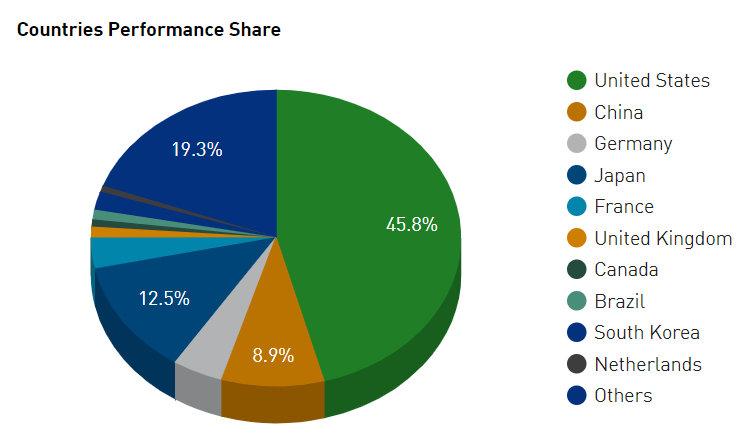 Countries Performance Share
19.3%
45.8%
12.5%
8.9%
United States
China
Germany
Japan
France
United Kingdom
Canada
Brazil
South Korea
Netherlands
Others